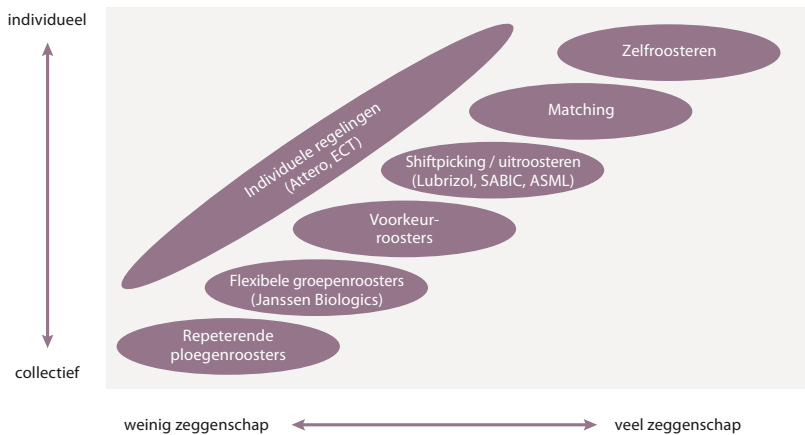 individueel
Zelfroosteren
Matching
Individuele regelingen
(Attero, ECT)
Shiftpicking / uitroosteren
(Lubrizol, SABIC, ASML)
Voorkeur-
roosters
Flexibele groepenroosters
(Janssen Biologics)
Repeterende
ploegenroosters
collectief
weinig zeggenschap
veel zeggenschap